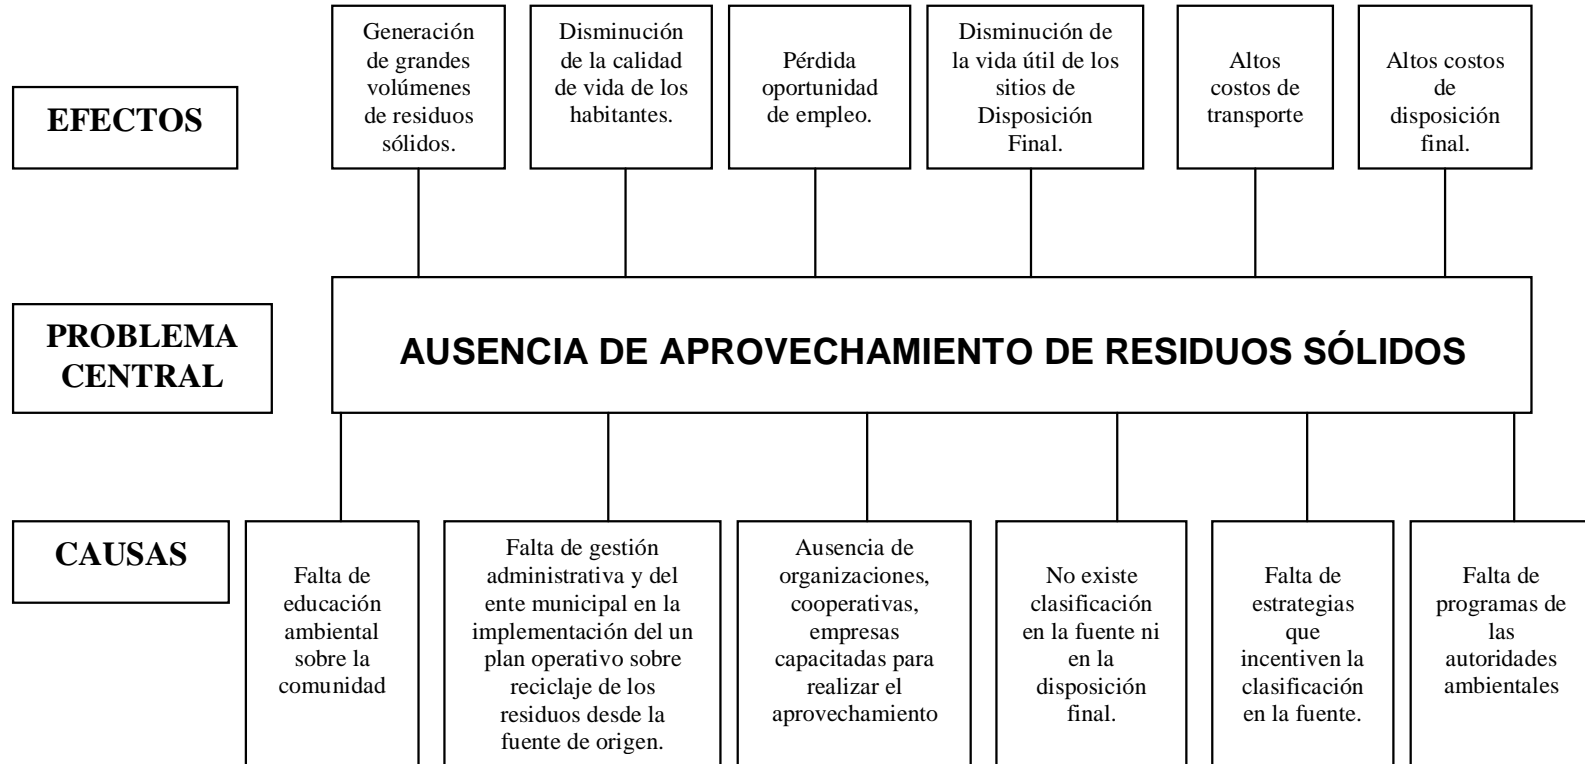 EFECTOS
Generación
de grandes
volúmenes
de residuos
sólidos.
Disminución
de la calidad
de vida de los
habitantes.
Pérdida
oportunidad
de empleo.
Disminución de
la vida útil de los
sitios de
Disposición
Final.
Altos
costos de
transporte
Altos costos
de
disposición
final.
PROBLEMA
CENTRAL
AUSENCIA DE APROVECHAMIENTO DE RESIDUOS SÓLIDOS
CAUSAS
Falta de
educación
ambiental
sobre la
comunidad
Falta de gestión
administrativa y del
ente municipal en la
implementación del un
plan operativo sobre
reciclaje de los
residuos desde la
fuente de origen.
Ausencia de
organizaciones,
cooperativas,
empresas
capacitadas para
realizar el
aprovechamiento
No existe
clasificación
en la fuente ni
en la
disposición
final.
Falta de
estrategias
que
incentiven la
clasificación
en la fuente.
Falta de
programas de
las
autoridades
ambientales